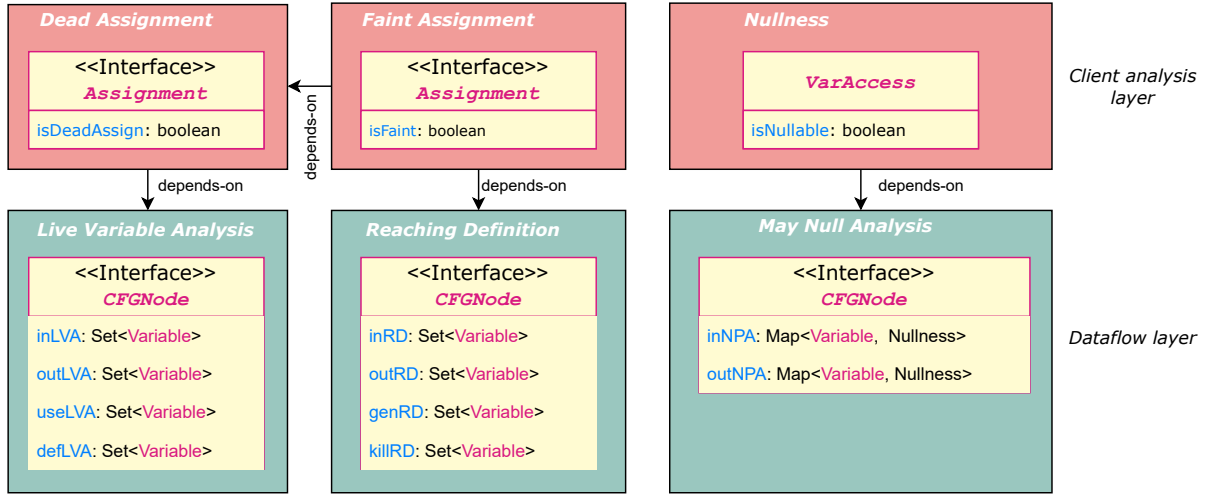 Dead Assignment
<<Interface>>
Assignment
isDeadAssign: boolean
depends-on
Faint Assignment
<<Interface>>
Assignment
isFaint: boolean
Nullness
VarAccess
isNullable: boolean
Client analysis
layer
depends-on
depends-on
depends-on
Live Variable Analysis
<<Interface>>
CFGNode
inLVA: Set<Variable>
outLVA: Set<Variable>
useLVA: Set<Variable>
defLVA: Set<Variable>
Reaching Definition
<<Interface>>
CFGNode
inRD: Set<Variable>
outRD: Set<Variable>
genRD: Set<Variable>
killRD: Set<Variable>
May Null Analysis
<<Interface>>
CFGNode
inNPA: Map<Variable, Nullness>
outNPA: Map<Variable, Nullness>
Dataflow layer